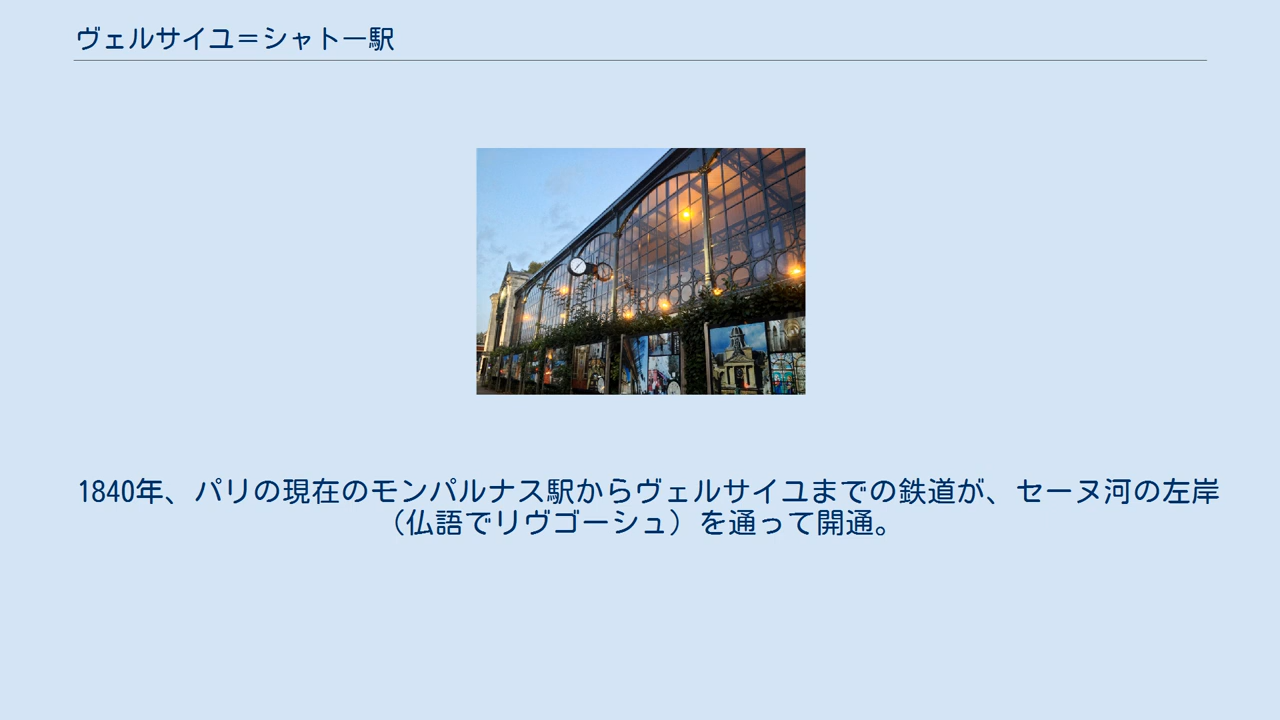 ヴェルサイユ＝シャトー駅
1840年、パリの現在のモンパルナス駅からヴェルサイユまでの鉄道が、セーヌ河の左岸
（仏語でリヴゴーシュ）を通って開通。